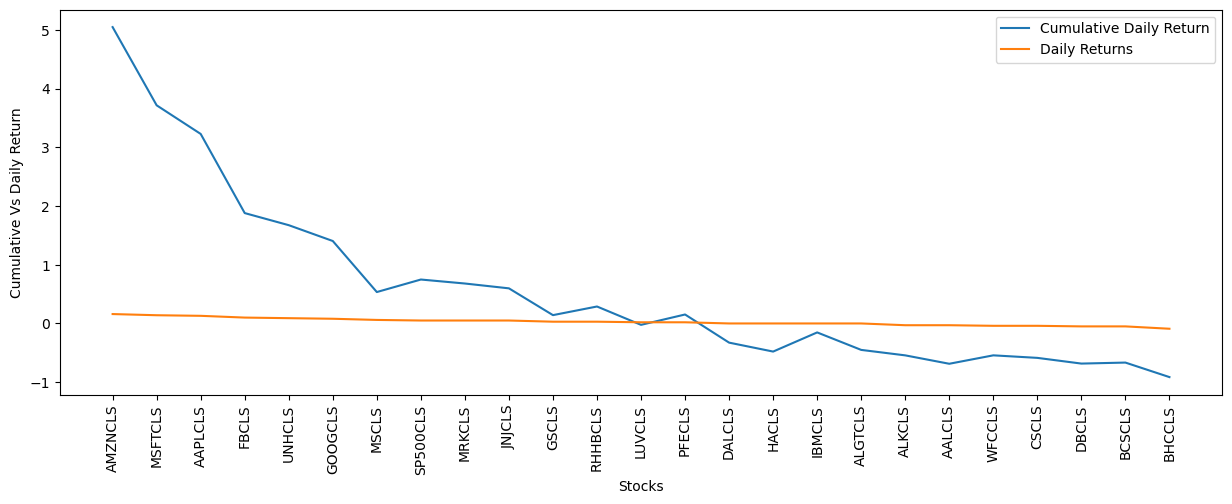 Cumulative Daily Return
Daily Returns
Cumulative Vs Daily Return
5
4
3
2
1
0
−1
AMZNCLS
MSFTCLS
AAPLCLS
FBCLS
UNHCLS
GOOGCLS
MSCLS
SP500CLS
MRKCLS
JNJCLS
GSCLS
RHHBCLS
LUVCLS
PFECLS
DALCLS
HACLS
IBMCLS
ALGTCLS
ALKCLS
AALCLS
WFCCLS
CSCLS
DBCLS
BCSCLS
BHCCLS
Stocks